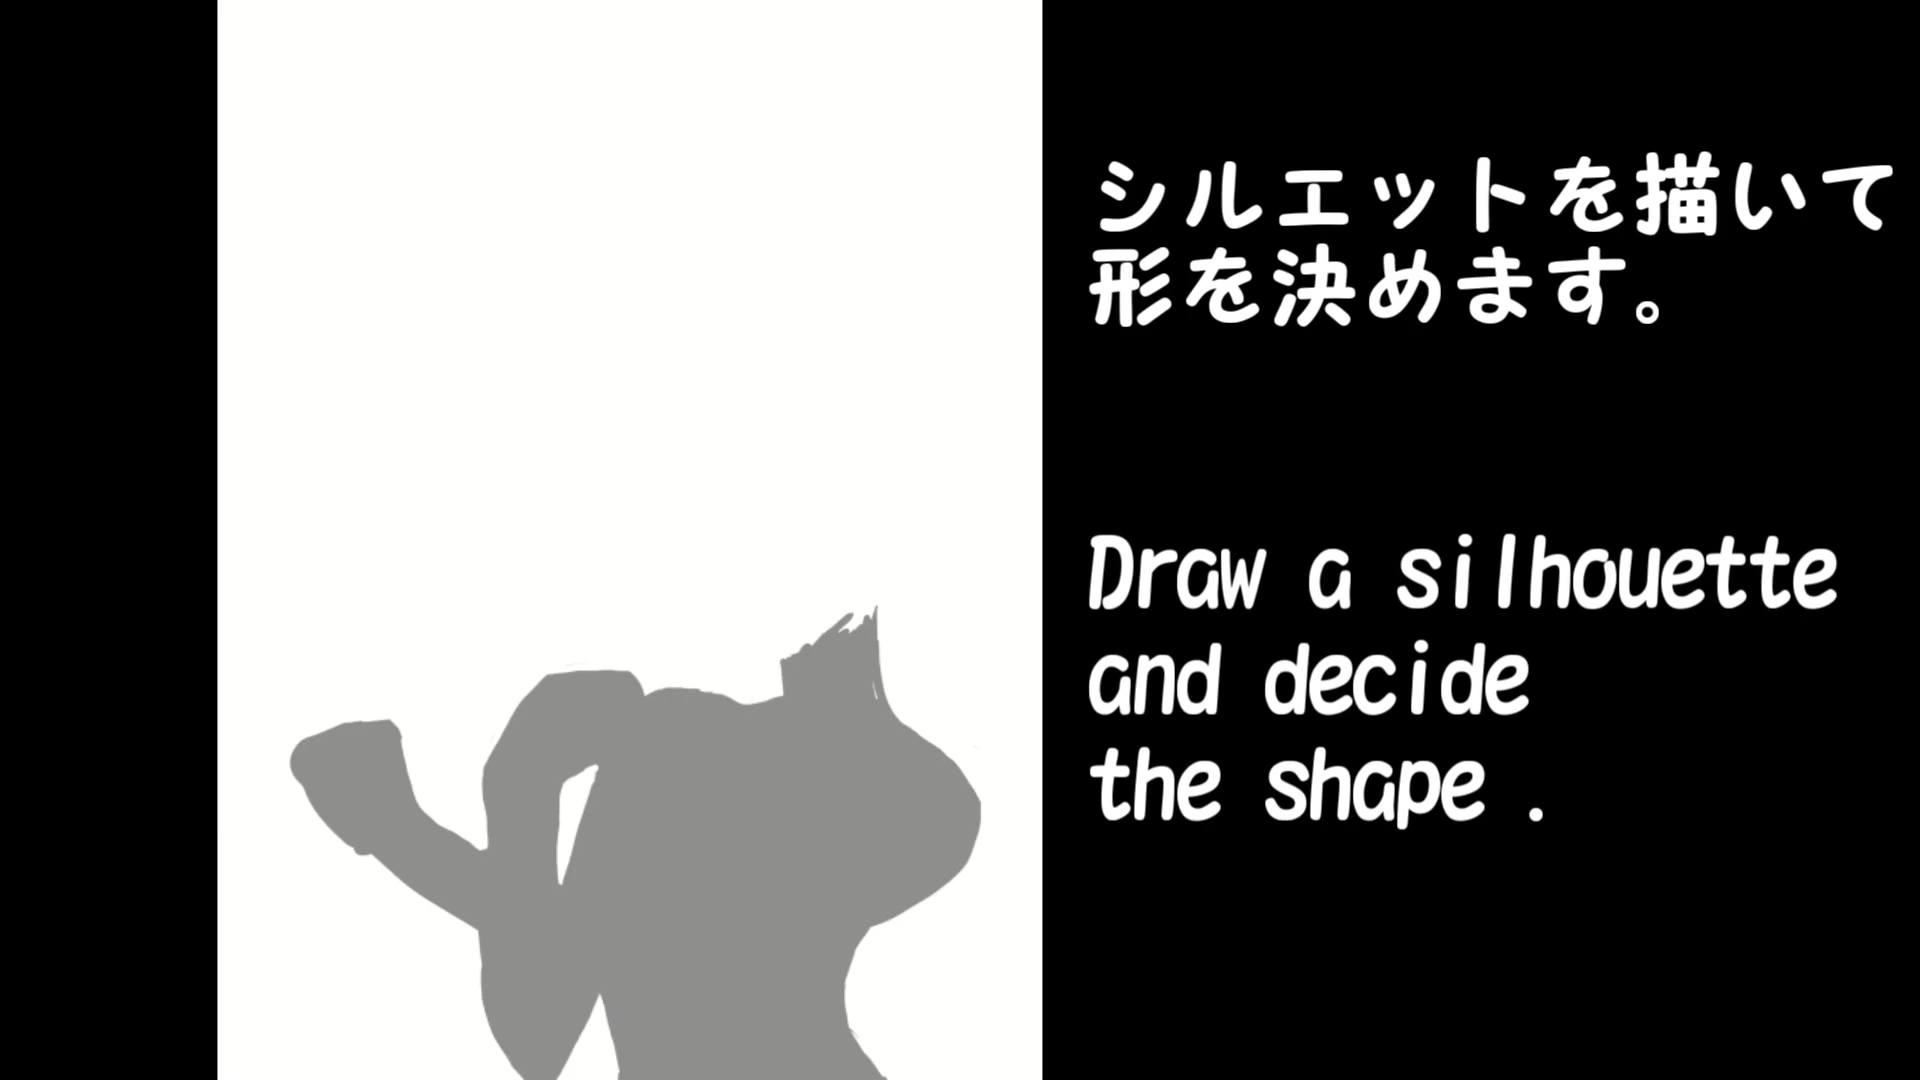 シルエットを描いて
形を決めます。
Draw a silhouette
and decide
the shape .